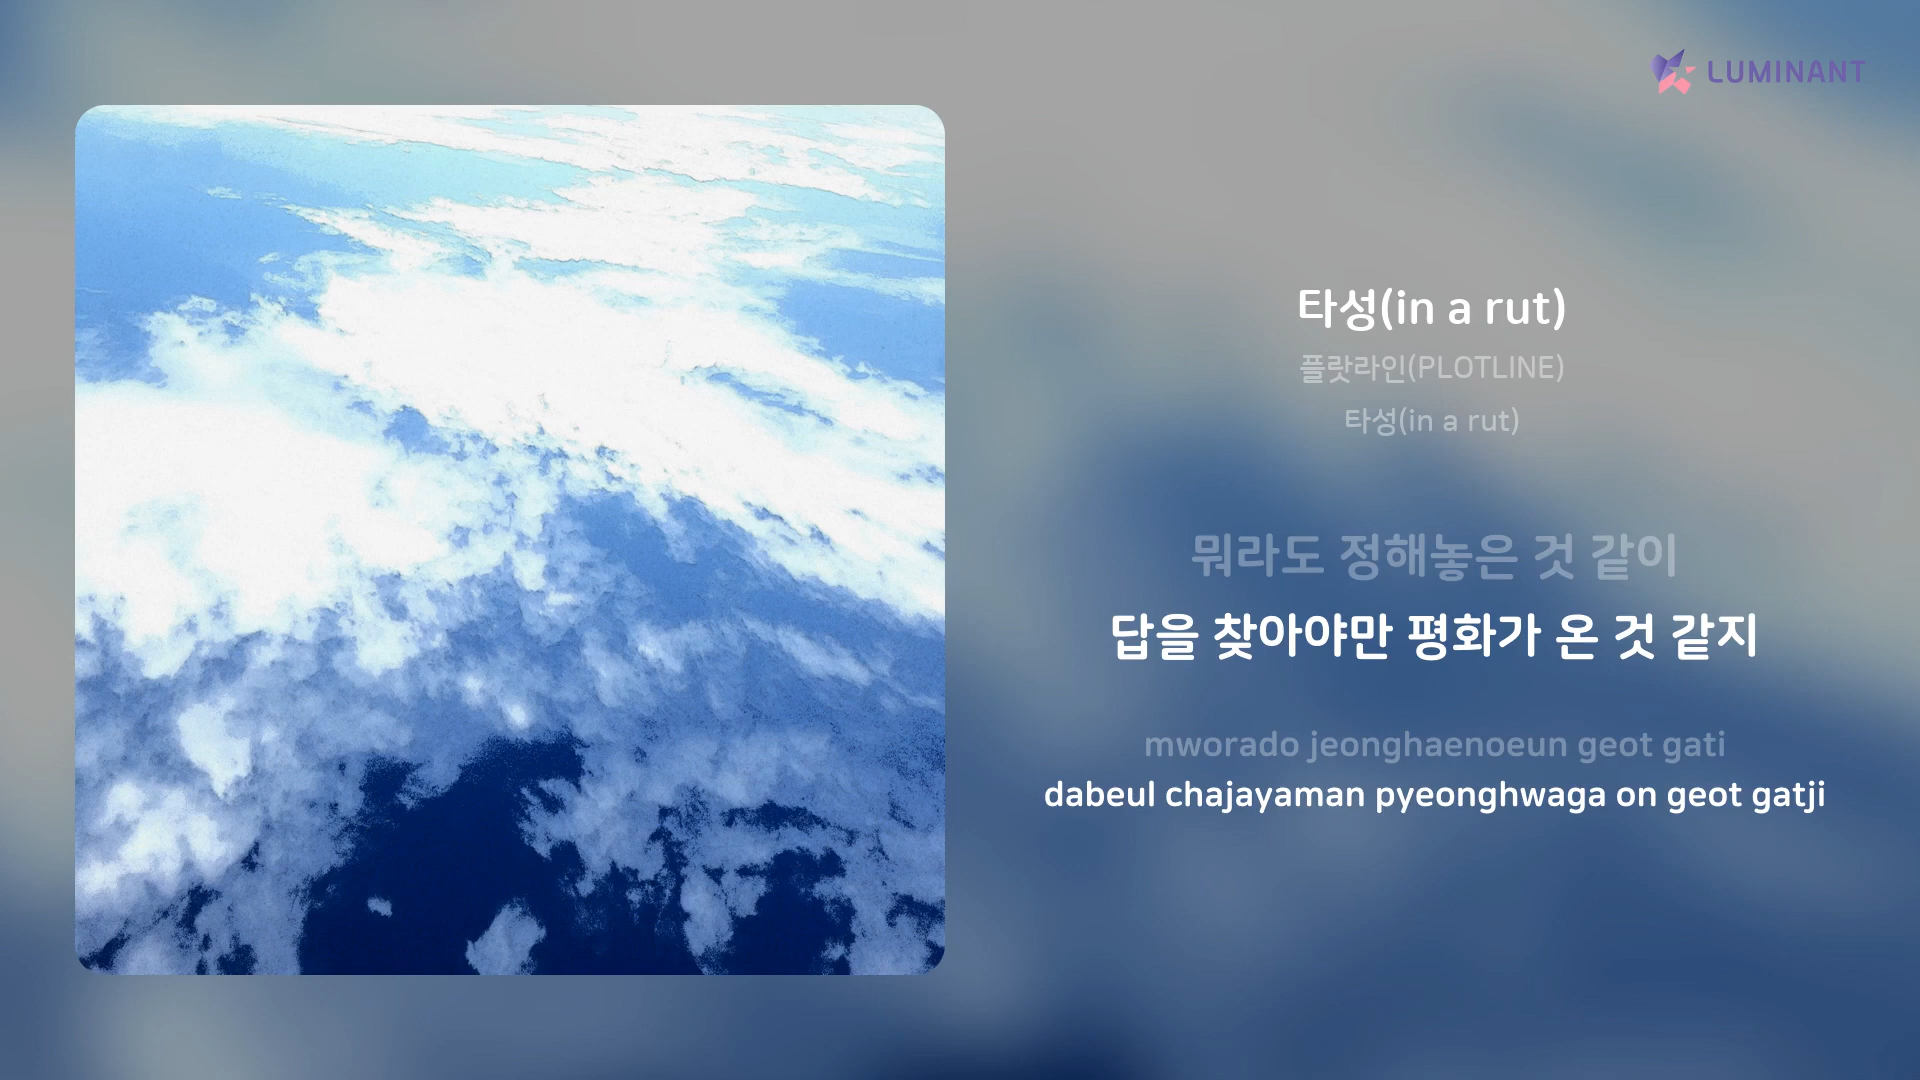 LUMINANT
타성(in a rut)
플랏라인(PLOTLINE)
타성(in a rut)
뭐라도 정해놓은 것 같이
답을 찾아야만 평화가 온 것 같지
mworado jeonghaenoeun geot gati
dabeul chajayaman pyeonghwaga on geot gatji